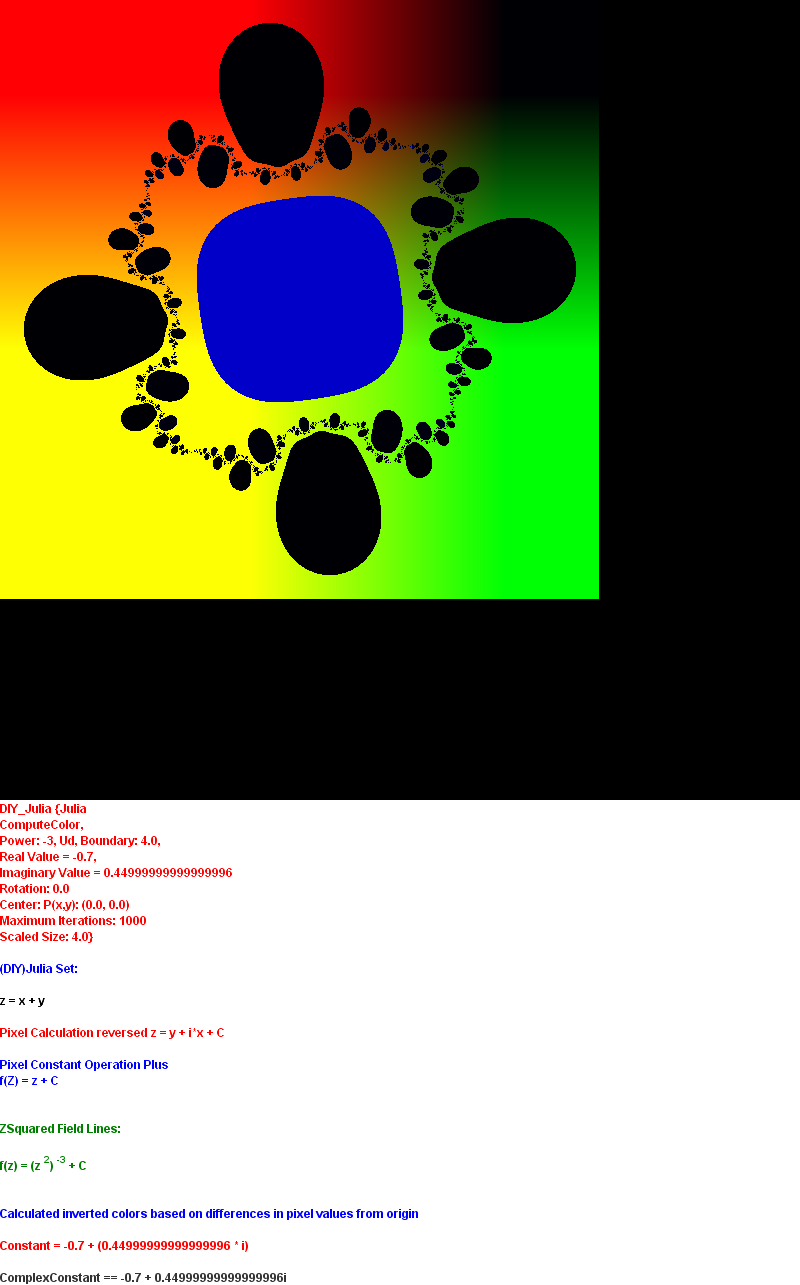 DIY_Julia {Julia
ComputeColor,
Power: -3, Ud, Boundary: 4.0,
Real Value = -0.7,
Imaginary Value = 0.44999999999999996
Rotation: 0.0
Center: P(x,y): (0.0, 0.0)
Maximum Iterations: 1000
Scaled Size: 4.0}
(DIY)Julia Set:
z = x + y
Pixel Calculation reversed z = y + i*x + C
Pixel Constant Operation Plus
f(Z) = z + C
ZSquared Field Lines:
f(z) = (z ²) ⁻³ + C
Calculated inverted colors based on differences in pixel values from origin
Constant = -0.7 + (0.44999999999999996 * i)
ComplexConstant == -0.7 + 0.44999999999999996i